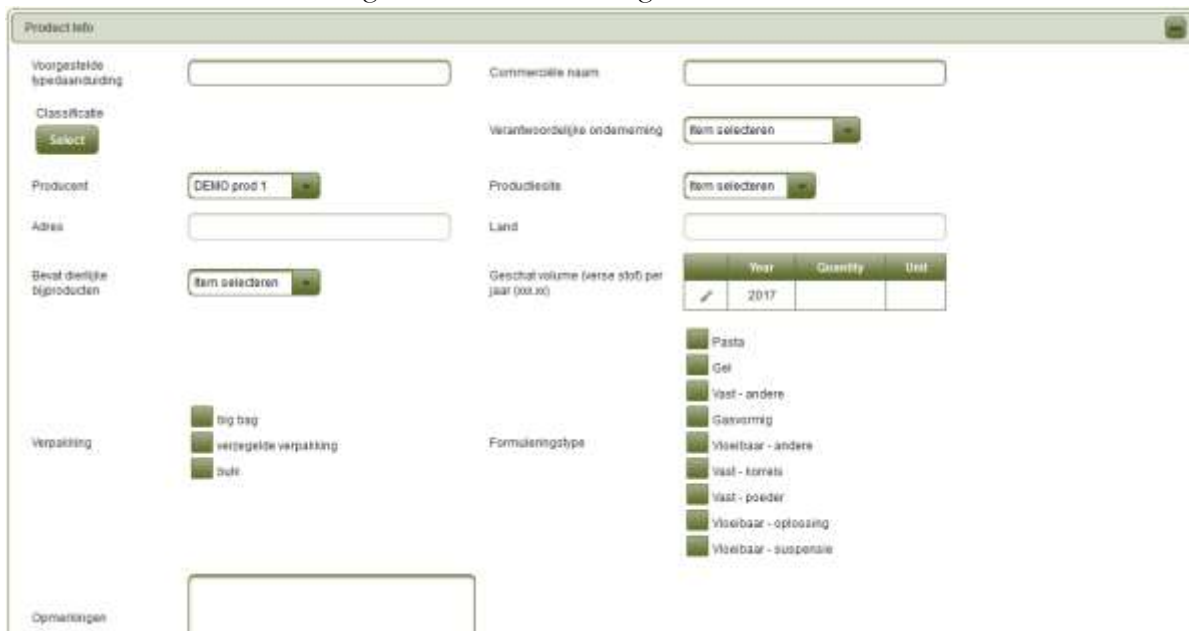 Product Info
Voorgestelde
typedaanduiding
Commerciële naam
Classificatie
Select
Verantwoordelijke onderneming
Item selecteren
Producent
DEMO prod 1
Productiesite
Item selecteren
Adres
Land
Bevat dierlijke
bijproducten
Item selecteren
Geschat volume (verse stof) per
jaar (xxx.xx)
Year Quantity Unit
2017
Pasta
Gel
Vast - andere
Gasvormig
Vloeibaar - andere
Vast - korrels
Vast - poeder
Vloeibaar - oplossing
Vloeibaar - suspensie
Verpakking
big bag
verzegelde verpakking
bulk
Formuleringstype
Opmerkingen